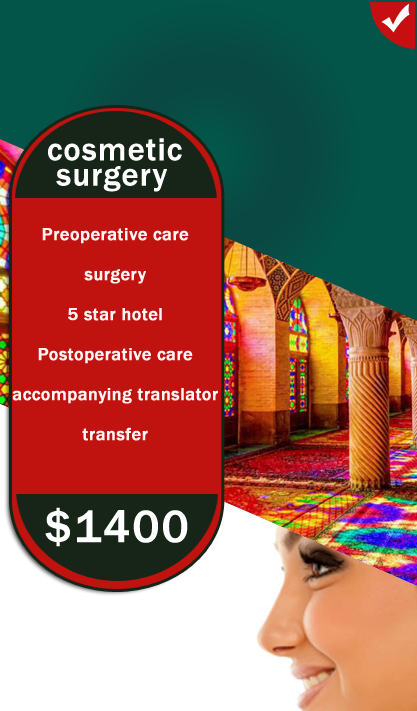 cosmetic
surgery
Preoperative care
surgery
5 star hotel
Postoperative care
accompanying translator
transfer
$1400